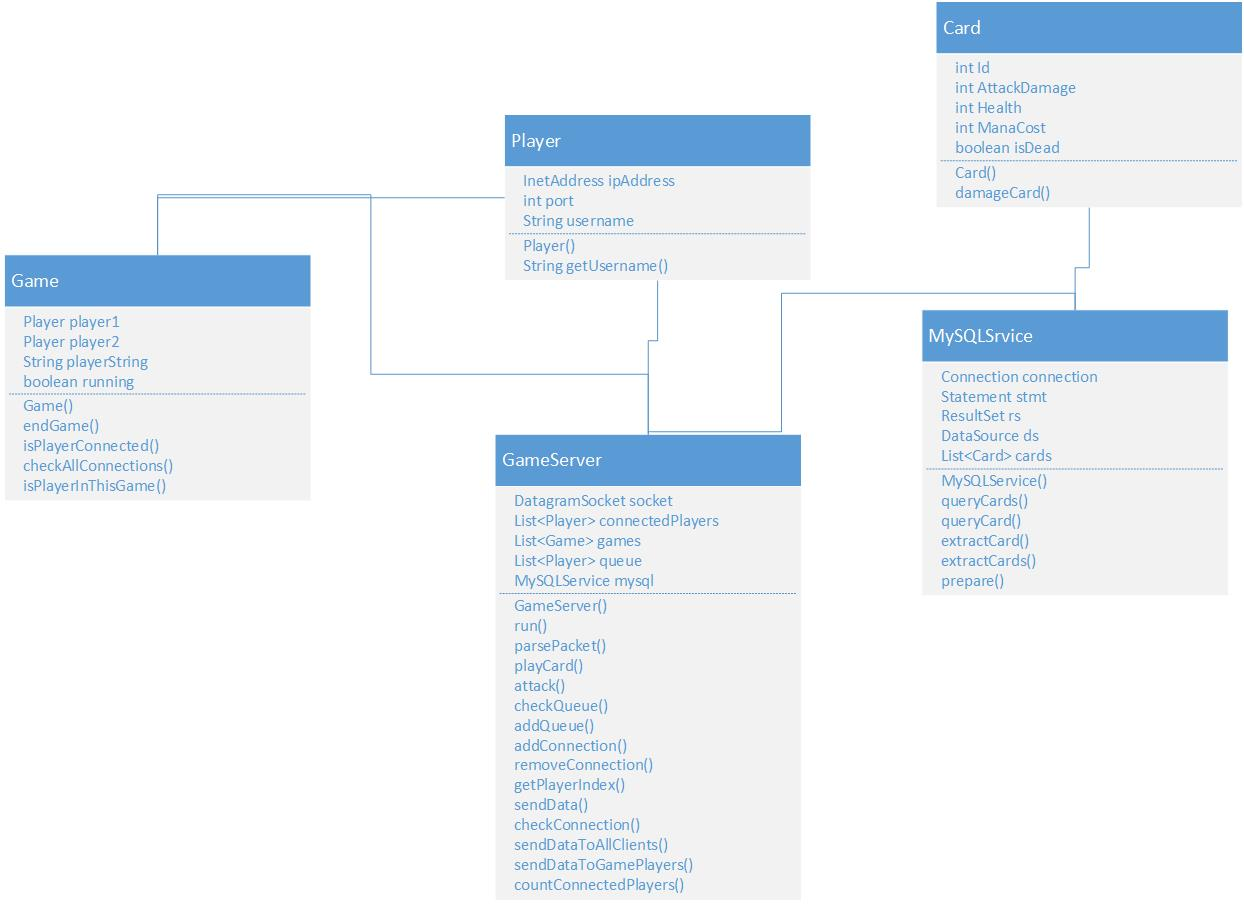 Card
int Id
int AttackDamage
int Health
int ManaCost
boolean isDead
Card()
damageCard()
Player
InetAddress ipAddress
int port
String username
Player()
String getUsername()
Game
Player player1
Player player2
String playerString
boolean running
Game()
endGame()
isPlayerConnected()
checkAllConnections()
isPlayerInThisGame()
MySQLSrvice
Connection connection
Statement stmt
ResultSet rs
DataSource ds
List<Card> cards
MySQLService()
queryCards()
queryCard()
extractCard()
extractCards()
prepare()
GameServer
DatagramSocket socket
List<Player> connectedPlayers
List<Game> games
List<Player> queue
MySQLService mysql
GameServer()
run()
parsePacket()
playCard()
attack()
checkQueue()
addQueue()
addConnection()
removeConnection()
getPlayerIndex()
sendData()
checkConnection()
sendDataToAllClients()
sendDataToGamePlayers()
countConnectedPlayers()